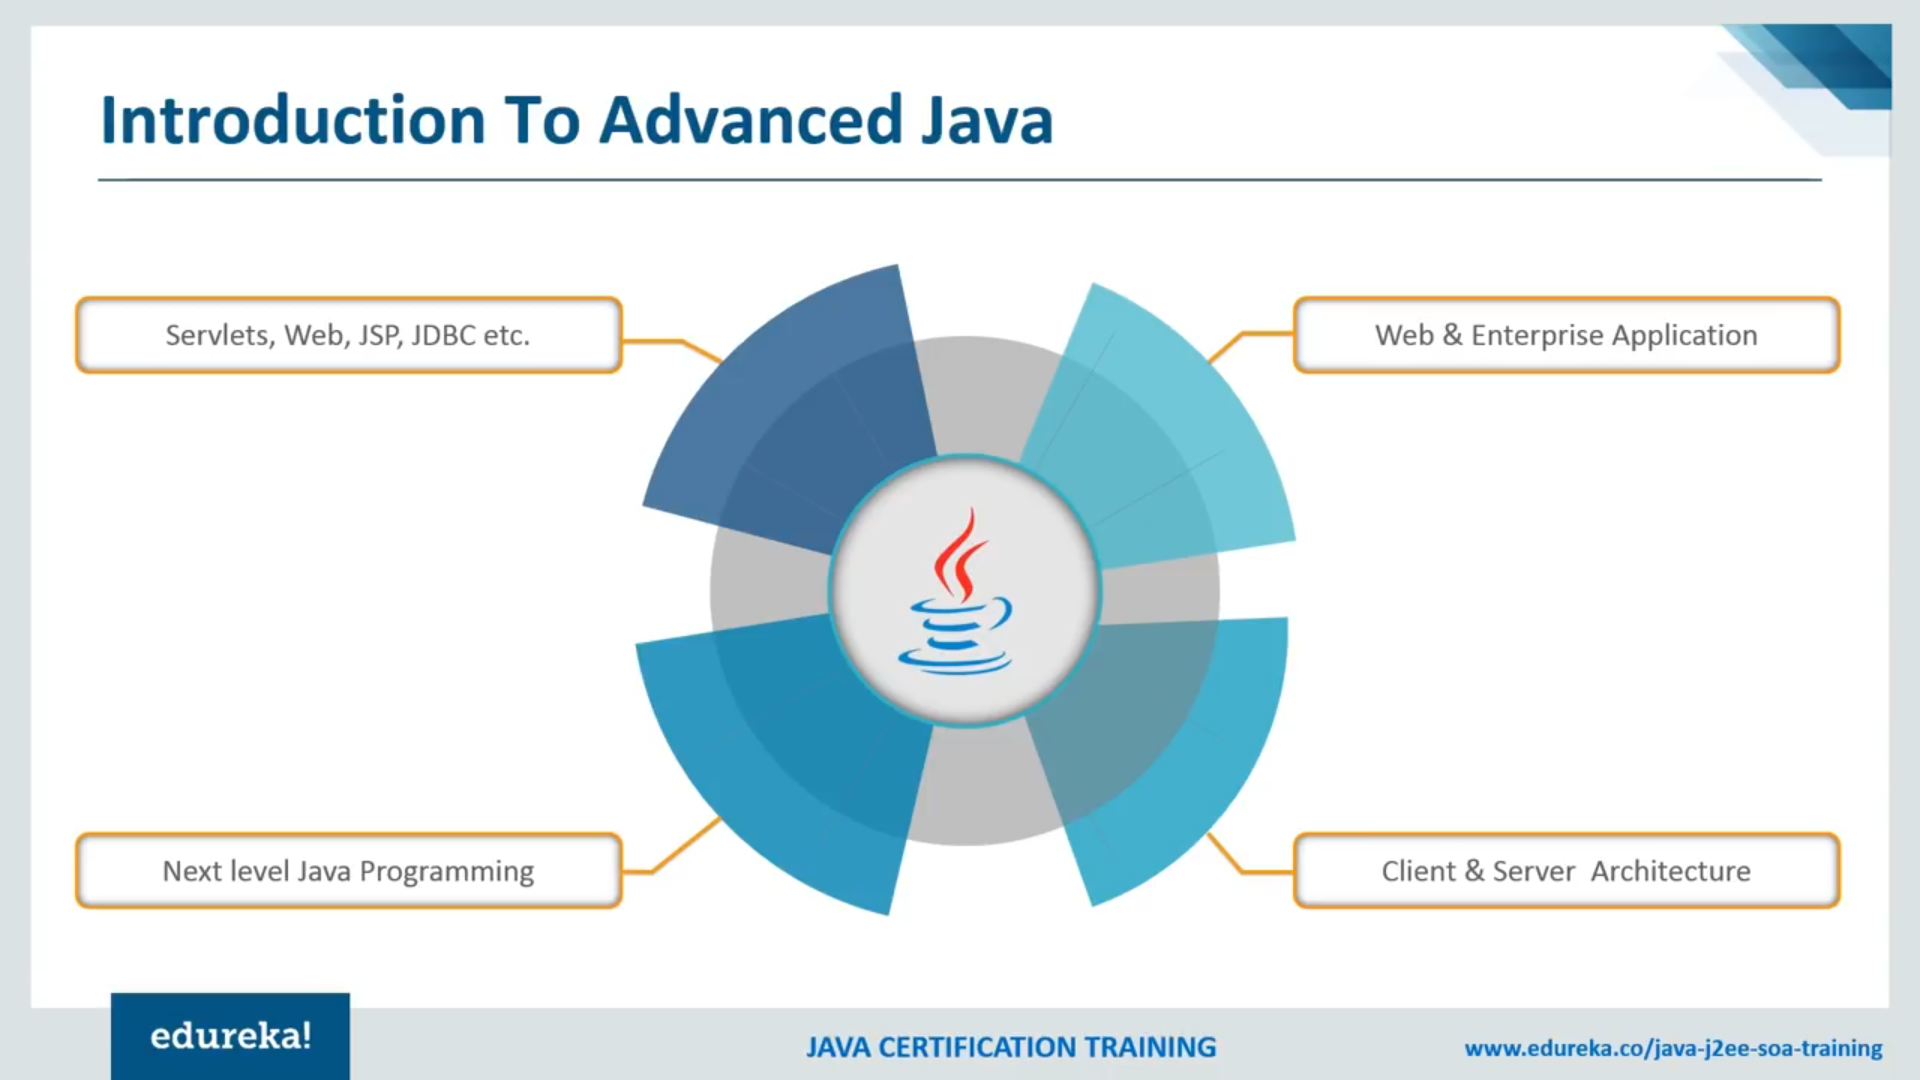 Introduction To Advanced Java
Servlets, Web, JSP, JDBC etc.
Web & Enterprise Application
Next level Java Programming
Client & Server  Architecture
edureka!
JAVA CERTIFICATION TRAINING
www.edureka.co/java-j2ee-soa-training